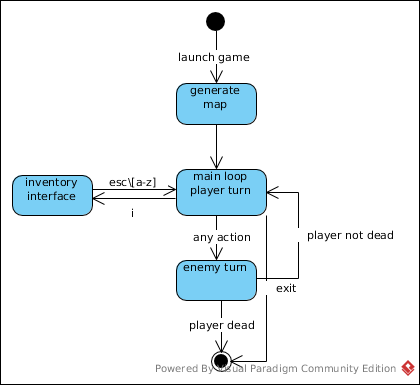 launch game
generate
map
main loop
player turn
inventory
interface
esc\[a-z]
i
any action
player not dead
enemy turn
exit
player dead
Powered By Visual Paradigm Community Edition